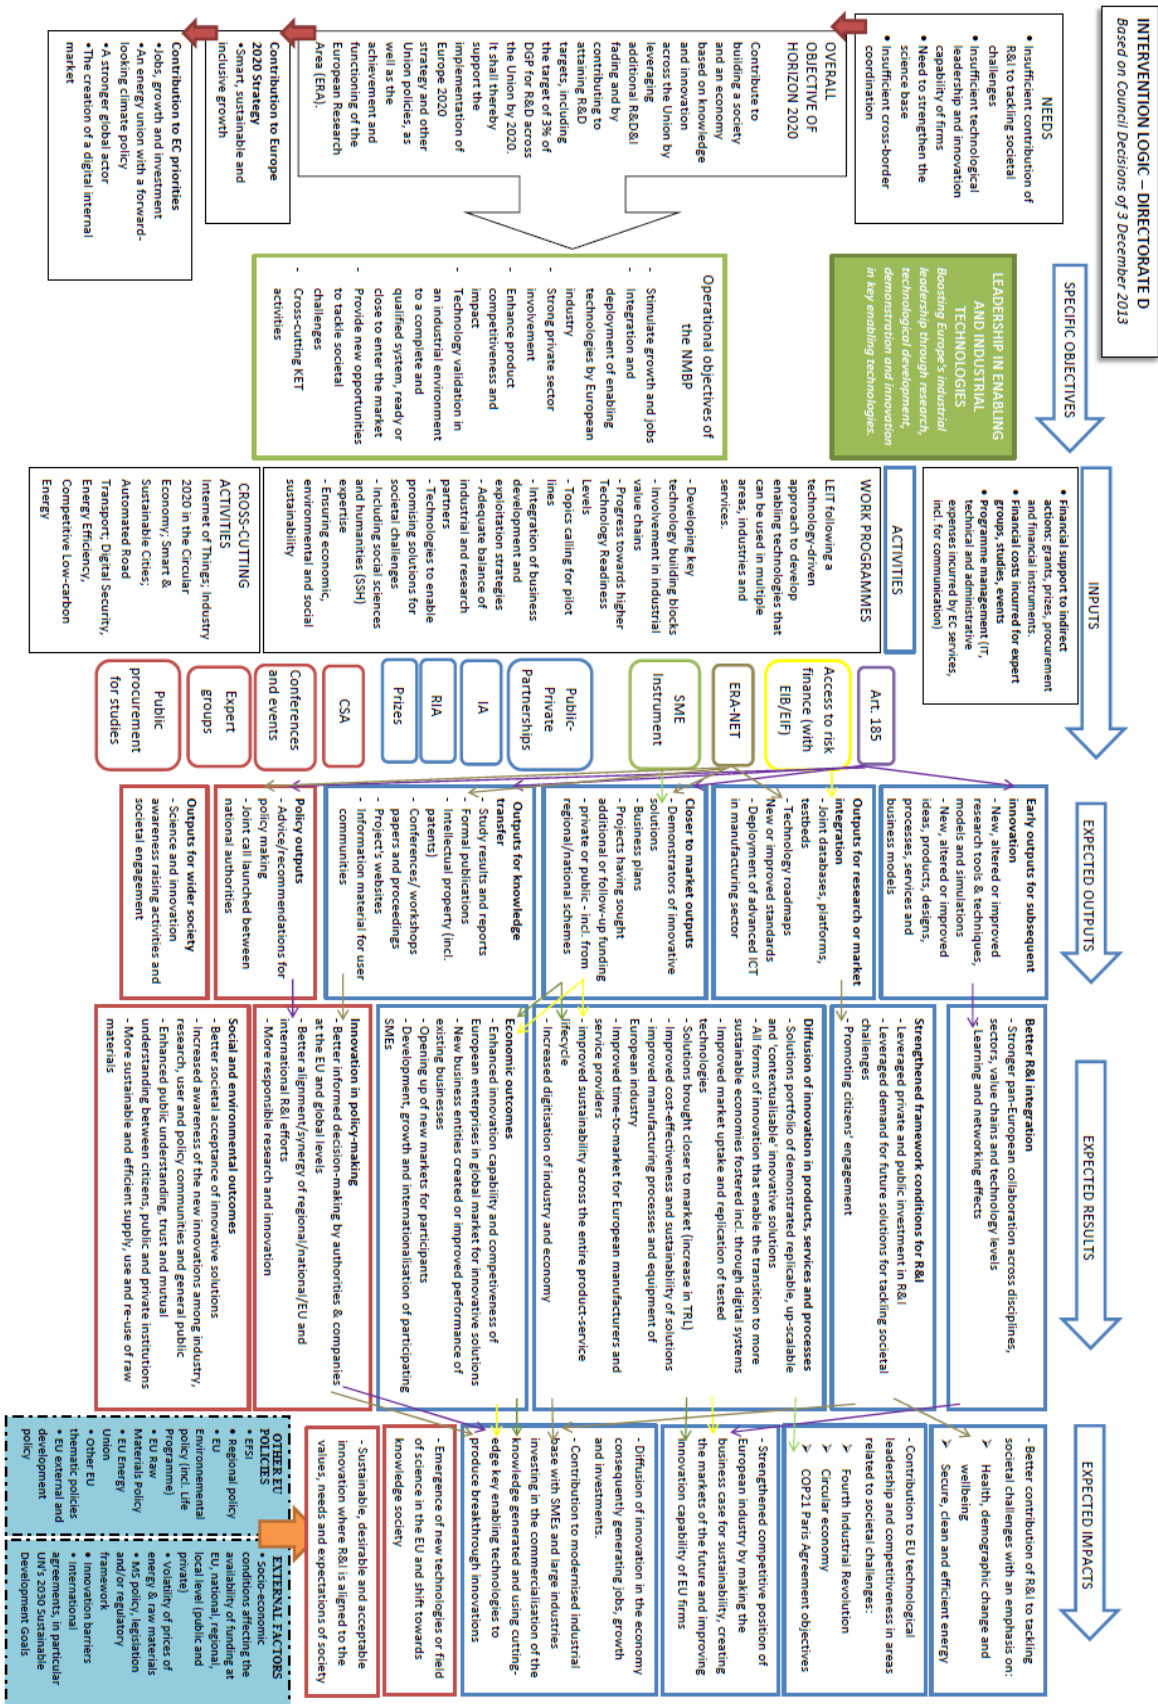 INTERVENTION LOGIC – DIRECTORATE D
Based on Council Decisions of 3 December 2013
NEEDS
• Insufficient contribution of
R&I to tackling societal
challenges
• Insufficient technological
leadership and innovation
capability of firms
• Need to strengthen the
science base
• Insufficient cross-border
coordination
OVERALL
OBJECTIVE OF
HORIZON 2020
Contribute to
building a society
and an economy
based on knowledge
and innovation
across the Union by
leveraging
additional R&D&I
fading and by
contributing to
attaining R&D
targets, including
the target of 3% of
DGP for R&D across
the Union by 2020.
It shall thereby
support the
implementation of
Europe 2020
strategy and other
Union policies, as
well as the
achievement and
functioning of the
European Research
Area (ERA).
Contribution to Europe
2020 Strategy
•Smart, sustainable and
inclusive growth
Contribution to EC priorities
•Jobs, growth and investment
•An energy union with a forward-
looking climate policy
•A stronger global actor
•The creation of a digital internal
market
SPECIFIC OBJECTIVES
LEADERSHIP IN ENABLING
AND INDUSTRIAL
TECHNOLOGIES
Boosting Europe's industrial
leadership through research,
technological development,
demonstration and innovation
in key enabling technologies.
Operational objectives of
the NMBP
- Stimulate growth and jobs
- Integration and
deployment of enabling
technologies by European
industry
- Strong private sector
involvement
- Enhance product
competitiveness and
impact
- Technology validation in
an industrial environment
to a complete and
qualified system, ready or
close to enter the market
- Provide new opportunities
to tackle societal
challenges
- Cross-cutting KET
activities
INPUTS
• Financial support to indirect
actions: grants, prizes, procurement
and financial instruments.
• Financial costs incurred for expert
groups, studies, events
• Programme management (IT,
technical and administrative
expenses incurred by EC services,
incl. for communication)
ACTIVITIES
WORK PROGRAMMES
LEIT following a
technology-driven
approach to develop
enabling technologies that
can be used in multiple
areas, industries and
services.
- Developing key
technology building blocks
- Involvement in industrial
value chains
- Progress towards higher
Technology Readiness
Levels
- Topics calling for pilot
lines
- Integration of business
development and
exploitation strategies
- Adequate balance of
industrial and research
partners
- Technologies to enable
promising solutions for
societal challenges
- Including social sciences
and humanities (SSH)
expertise
- Ensuring economic,
environmental and social
sustainability
CROSS-CUTTING
ACTIVITIES
Internet of Things; Industry
2020 in the Circular
Economy; Smart &
Sustainable Cities;
Automated Road
Transport; Digital Security,
Energy Efficiency,
Competitive Low-carbon
Energy
Art. 185
Access to risk
finance (with
EIB/EIF)
ERA-NET
SME
Instrument
Public-
Private
Partnerships
IA
RIA
Prizes
CSA
Conferences
and events
Expert
groups
Public
procurement
for studies
EXPECTED OUTPUTS
Early outputs for subsequent
innovation
- New, altered or improved
research tools & techniques,
models and simulations
- New, altered or improved
ideas, products, designs,
processes, services and
business models
Outputs for research or market
integration
- Joint databases, platforms,
testbeds
- Technology roadmaps
New or improved standards
- Deployment of advanced ICT
in manufacturing sector
Closer to market outputs
- Demonstrators of innovative
solutions
- Business plans
- Projects having sought
additional or follow-up funding
- private or public - incl. from
regional/national schemes
Outputs for knowledge
transfer
- Study results and reports
- Formal publications
- Intellectual property (incl.
patents)
- Conferences/ workshops
papers and proceedings
- Project's websites
- Information material for user
communities
Policy outputs
- Advice/recommendations for
policy making
- Joint call launched between
national authorities
Outputs for wider society
- Science and innovation
awareness raising activities and
societal engagement
EXPECTED RESULTS
Better R&I integration
- Stronger pan-European collaboration across disciplines,
sectors, value chains and technology levels
- Learning and networking effects
Strengthened framework conditions for R&I
- Leveraged private and public investment in R&I
- Leveraged demand for future solutions for tackling societal
challenges
- Promoting citizens' engagement
Diffusion of innovation in products, services and processes
- Solutions portfolio of demonstrated replicable, up-scalable
and 'contextualisable' innovative solutions
- All forms of innovation that enable the transition to more
sustainable economies fostered incl. through digital systems
- Improved market uptake and replication of tested
technologies
- Solutions brought closer to market (increase in TRL)
- Improved cost-effectiveness and sustainability of solutions
- improved manufacturing processes and equipment of
European industry
- Improved time-to-market for European manufacturers and
service providers
- improved sustainability across the entire product-service
lifecycle
- Increased digitisation of industry and economy
Economic outcomes
- Enhanced innovation capability and competiveness of
European enterprises in global market for innovative solutions
- New business entities created or improved performance of
existing businesses
- Opening up of new markets for participants
- Development, growth and internationalisation of participating
SMEs
Innovation in policy-making
- Better informed decision-making by authorities & companies
at the EU and global levels
- Better alignment/synergy of regional/national/EU and
international R&I efforts
- More responsible research and innovation
Social and environmental outcomes
- Better societal acceptance of innovative solutions
- Increased awareness of the new innovations among industry,
research, user and policy communities and general public
- Enhanced public understanding, trust and mutual
understanding between citizens, public and private institutions
- More sustainable and efficient supply, use and re-use of raw
materials
EXPECTED IMPACTS
- Better contribution of R&I to tackling
societal challenges with an emphasis on:
➢ Health, demographic change and
wellbeing
➢ Secure, clean and efficient energy
- Contribution to EU technological
leadership and competitiveness in areas
related to societal challenges:
➢ Fourth Industrial Revolution
➢ Circular economy
➢ COP21 Paris Agreement objectives
- Strengthened competitive position of
European industry by making the
business case for sustainability, creating
the markets of the future and improving
innovation capability of EU firms
- Diffusion of innovation in the economy
consequently generating jobs, growth
and investments.
- Contribution to modernised industrial
base with SMEs and large industries
investing in the commercialisation of the
knowledge generated and using cutting-
edge key enabling technologies to
produce breakthrough innovations
- Emergence of new technologies or field
of science in the EU and shift towards
knowledge society
- Sustainable, desirable and acceptable
innovation where R&I is aligned to the
values, needs and expectations of society
OTHER EU
POLICIES
• EFSI
• Regional policy
• EU
Environnemental
policy (incl. Life
Programme)
• EU Raw
Materials Policy
• EU Energy
Union
• Other EU
thematic policies
• EU external and
development
policy
EXTERNAL FACTORS
• Socio-economic
conditions affecting the
availability of funding at
EU, national, regional,
local level (public and
private)
• Volatility of prices of
energy & raw materials
• MS policy, legislation
and/or regulatory
framework
• Innovation barriers
• International
agreements, in particular
UN's 2030 Sustainable
Development Goals